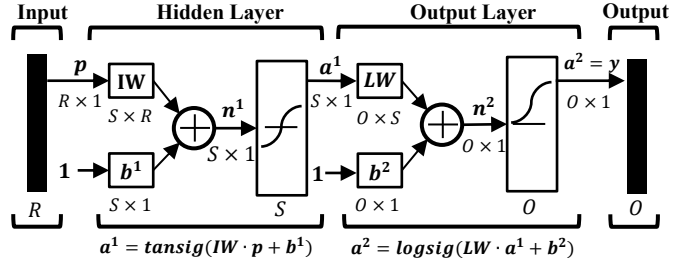 Input Hidden Layer Output Layer Output
p IW a¹ LW a² = y
R × 1 S × R n¹ S × 1 O × S n² O × 1
S × 1 O × 1
1 b¹ 1 b²
R S × 1 S O × 1 O O
a¹ = tansig(IW · p + b¹) a² = logsig(LW · a¹ + b²)